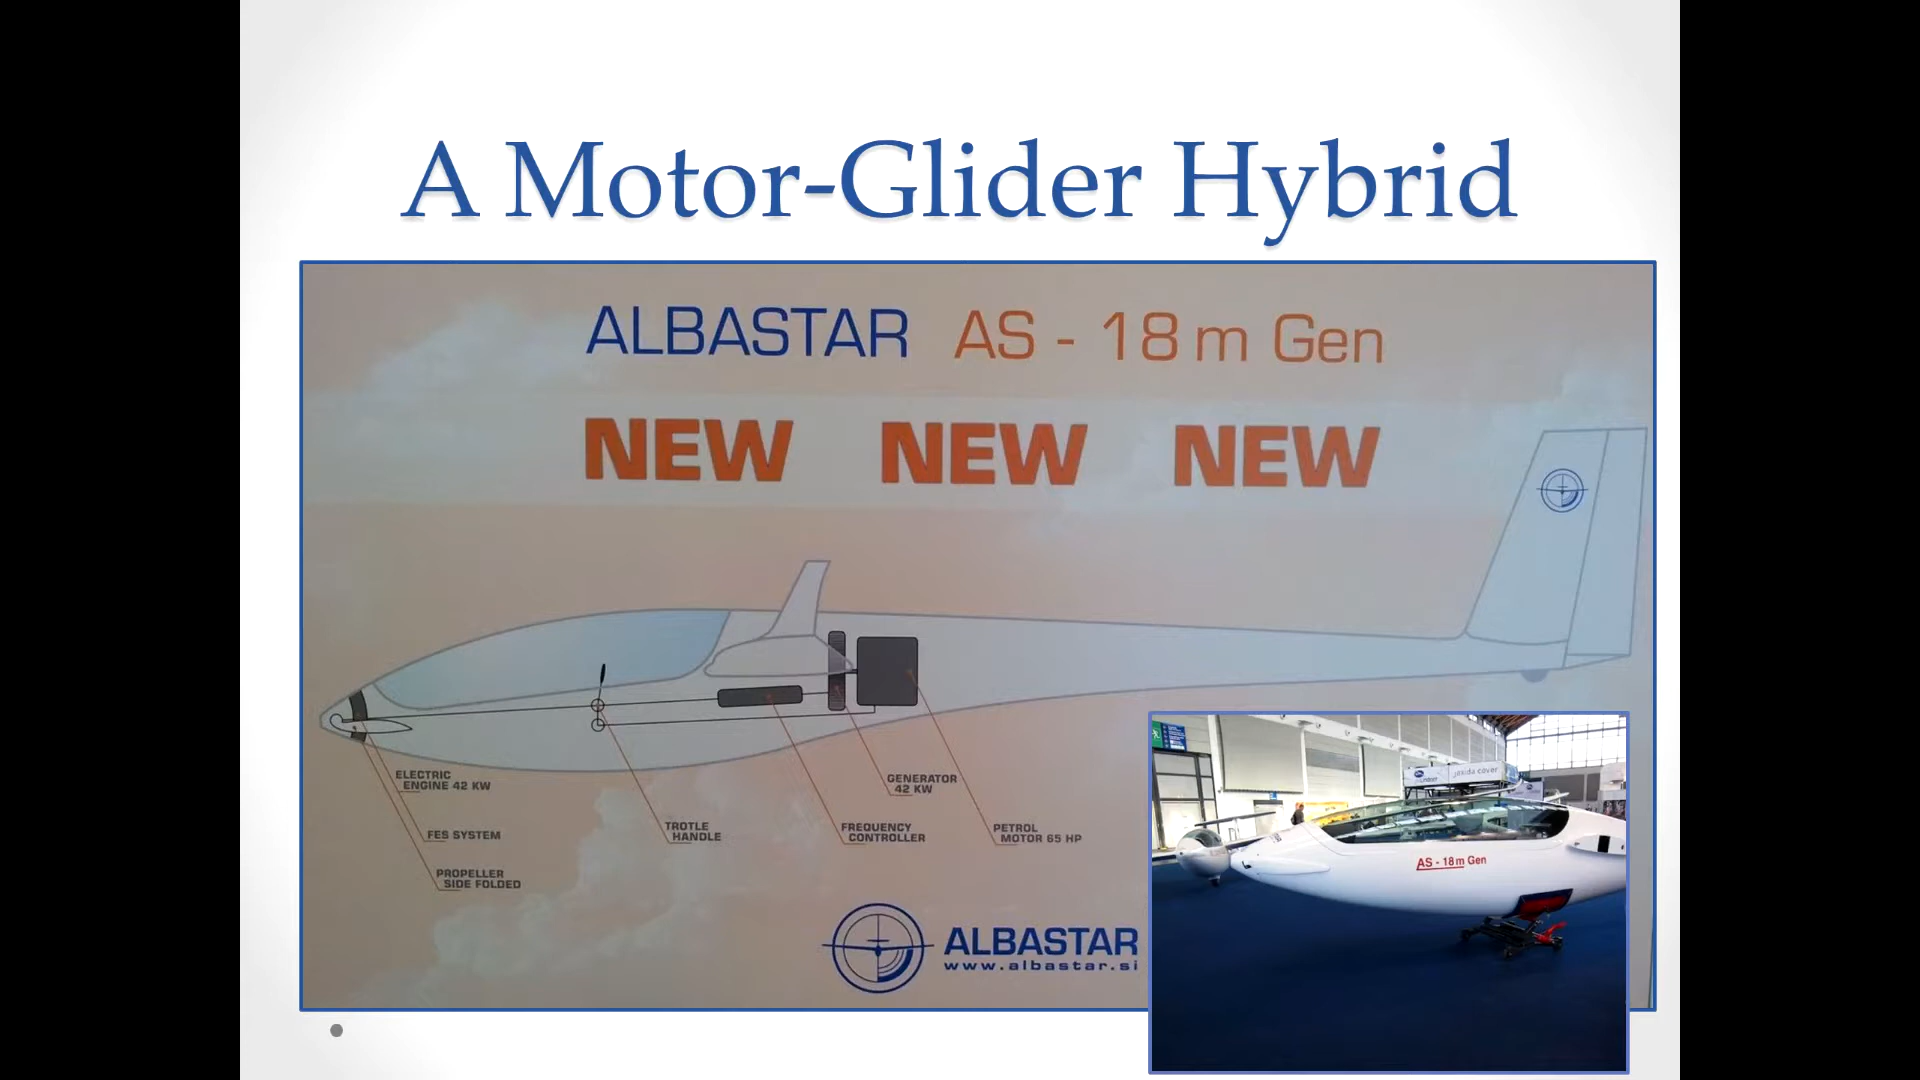 A Motor-Glider Hybrid
ALBASTAR AS - 18 m Gen
NEW NEW NEW
ELECTRIC
ENGINE 42 KW
FES SYSTEM
PROPELLER
SIDE FOLDED
TROTLE
HANDLE
FREQUENCY
CONTROLLER
GENERATOR
42 KW
PETROL
MOTOR 65 HP
ALBASTAR
www.albastar.si
AS - 18m Gen